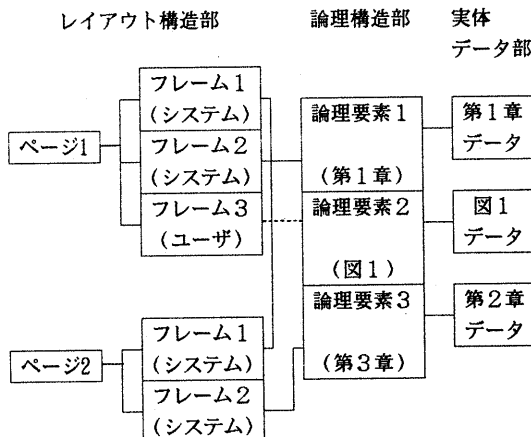 レイアウト構造部
論理構造部
実体
データ部
ページ1
フレーム1
(システム)
フレーム2
(システム)
フレーム3
(ユーザ)
論理要素1
(第1章)
論理要素2
(図1)
論理要素3
(第3章)
第1章
データ
図1
データ
第2章
データ
ページ2
フレーム1
(システム)
フレーム2
(システム)